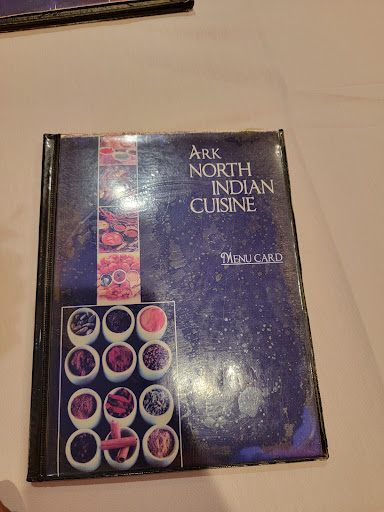 ARK
NORTH
INDIAN
CUISINE
MENU CARD